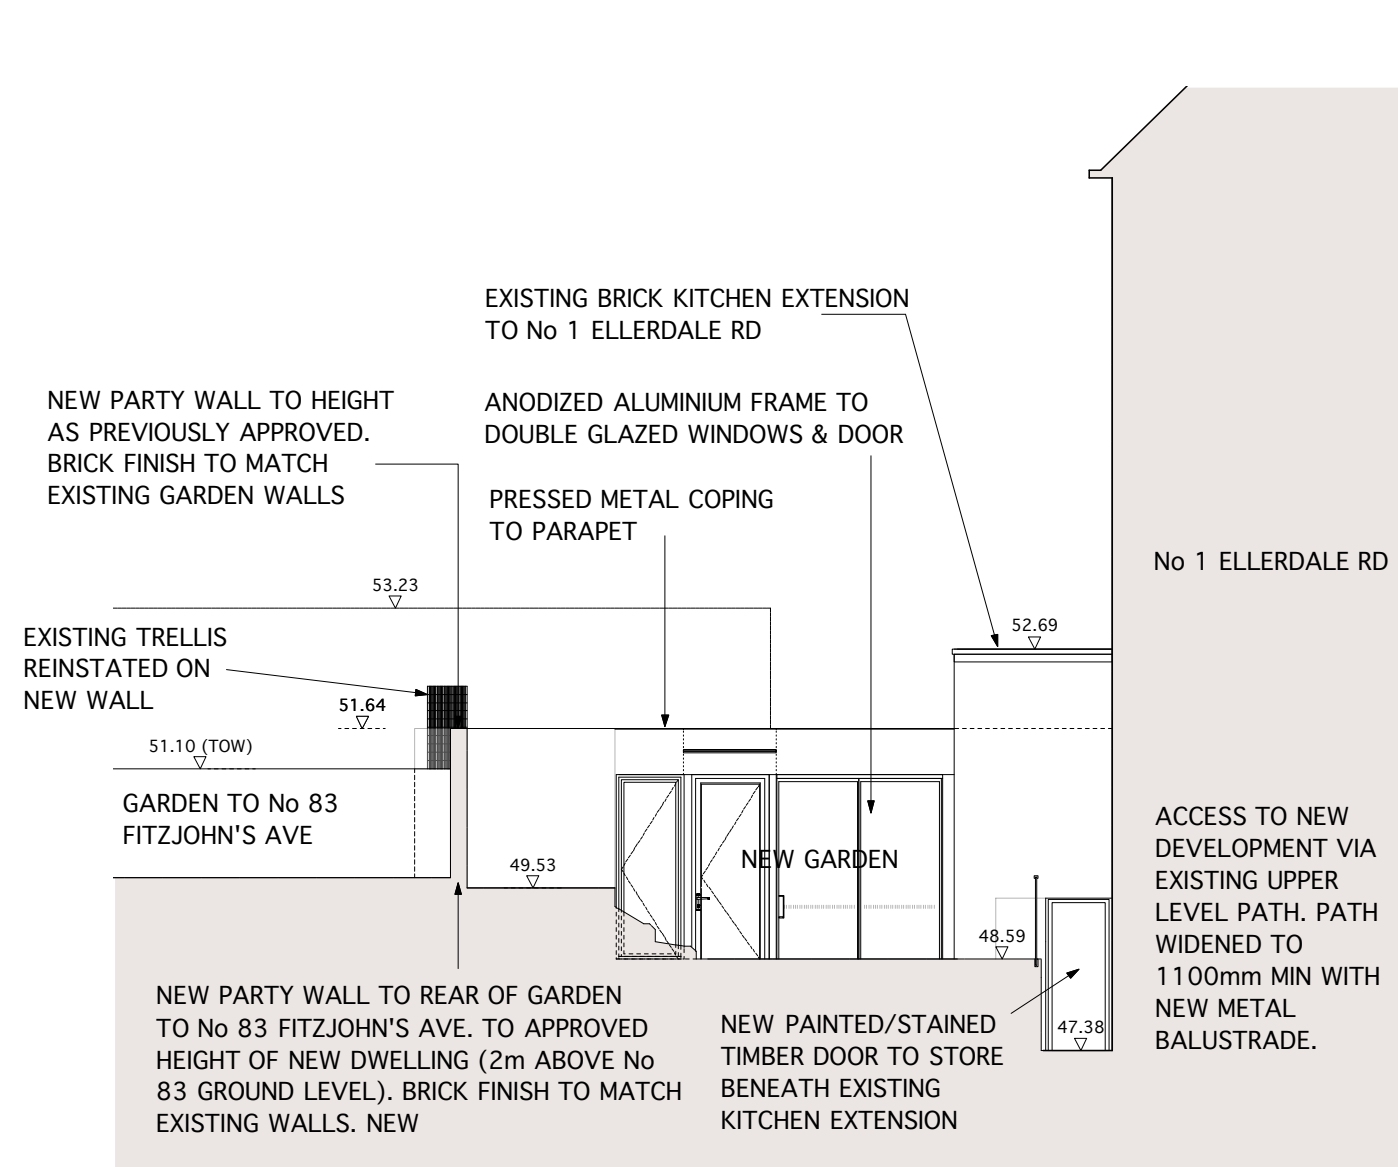 EXISTING BRICK KITCHEN EXTENSION
TO No 1 ELLERDALE RD
NEW PARTY WALL TO HEIGHT
AS PREVIOUSLY APPROVED.
BRICK FINISH TO MATCH
EXISTING GARDEN WALLS
ANODIZED ALUMINIUM FRAME TO
DOUBLE GLAZED WINDOWS & DOOR
PRESSED METAL COPING
TO PARAPET
No 1 ELLERDALE RD
53.23
EXISTING TRELLIS
REINSTATED ON
NEW WALL
52.69
51.64
51.10 (TOW)
GARDEN TO No 83
FITZJOHN'S AVE
49.53
NEW GARDEN
48.59
ACCESS TO NEW
DEVELOPMENT VIA
EXISTING UPPER
LEVEL PATH. PATH
WIDENED TO
1100mm MIN WITH
NEW METAL
BALUSTRADE.
47.38
NEW PARTY WALL TO REAR OF GARDEN
TO No 83 FITZJOHN'S AVE. TO APPROVED
HEIGHT OF NEW DWELLING (2m ABOVE No
83 GROUND LEVEL). BRICK FINISH TO MATCH
EXISTING WALLS. NEW
NEW PAINTED/STAINED
TIMBER DOOR TO STORE
BENEATH EXISTING
KITCHEN EXTENSION